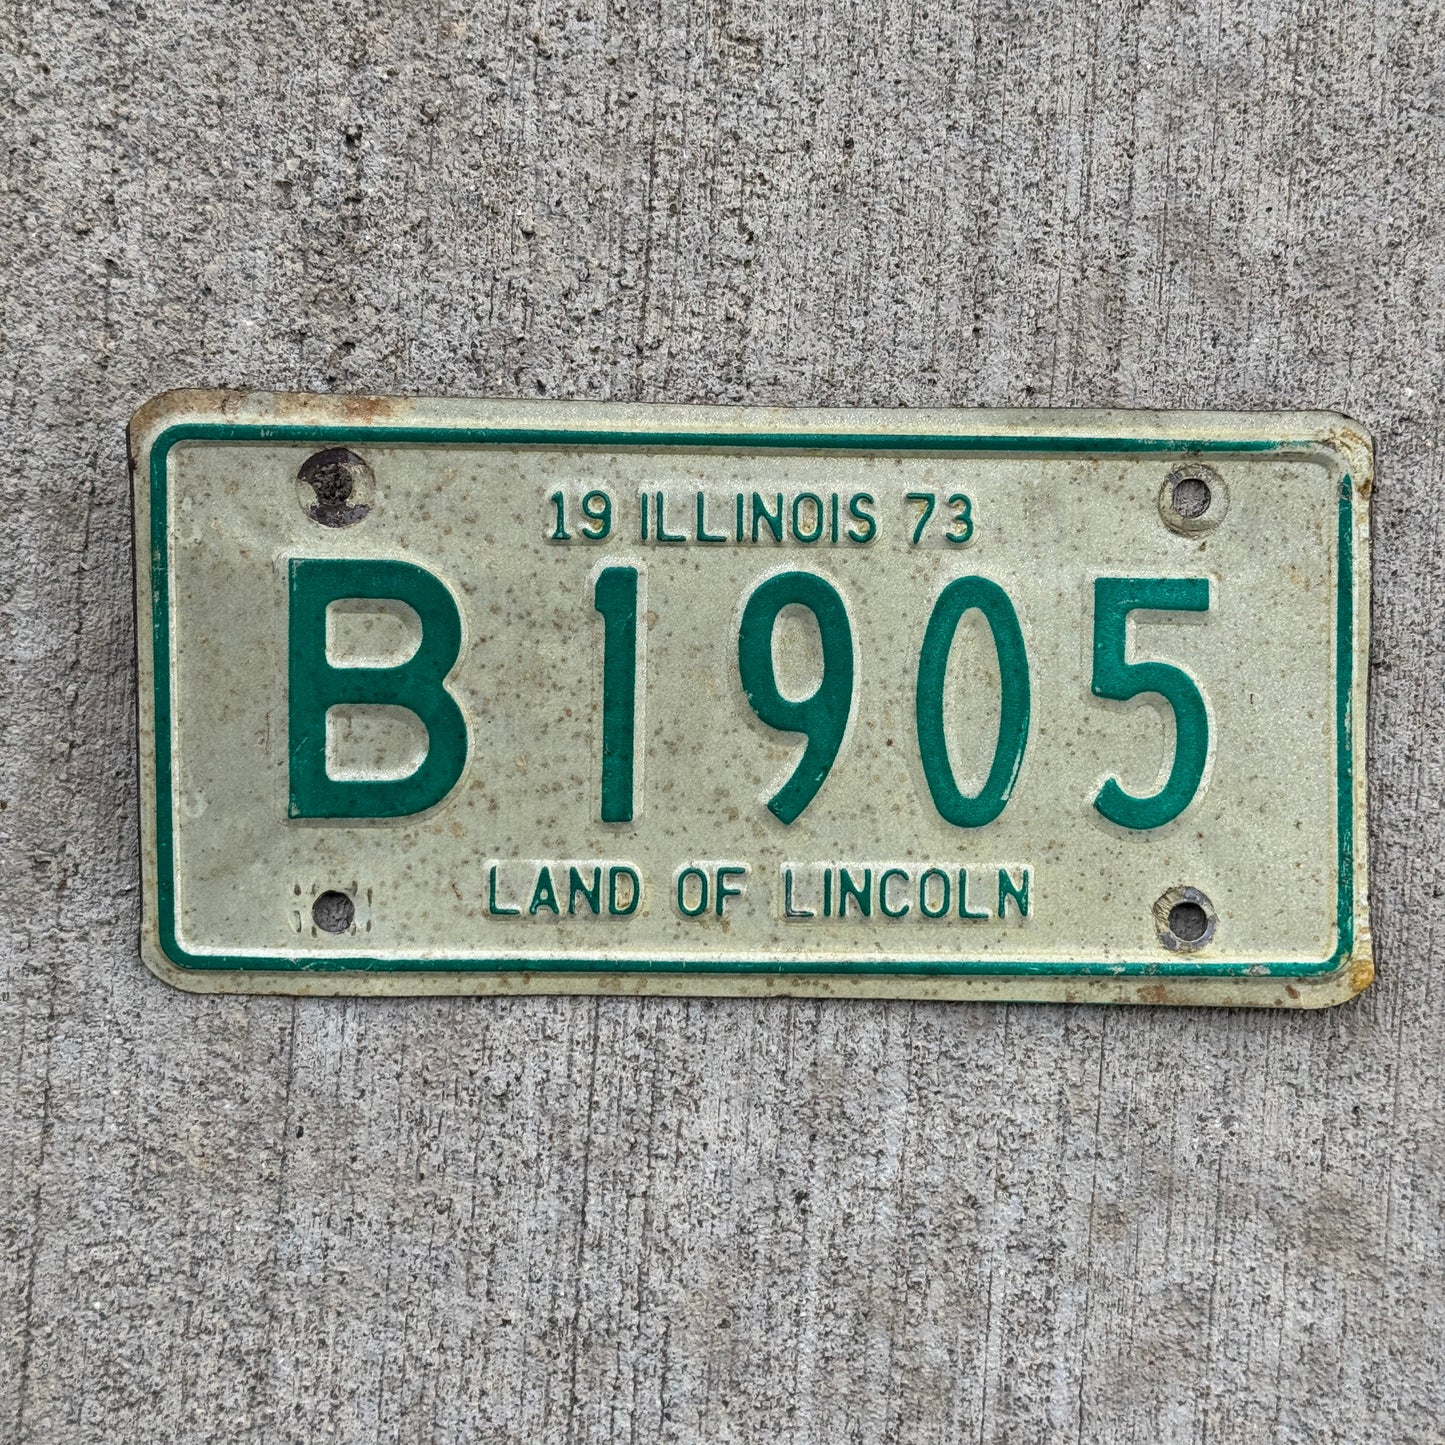 19 ILLINOIS 73
B 1905
LAND OF LINCOLN